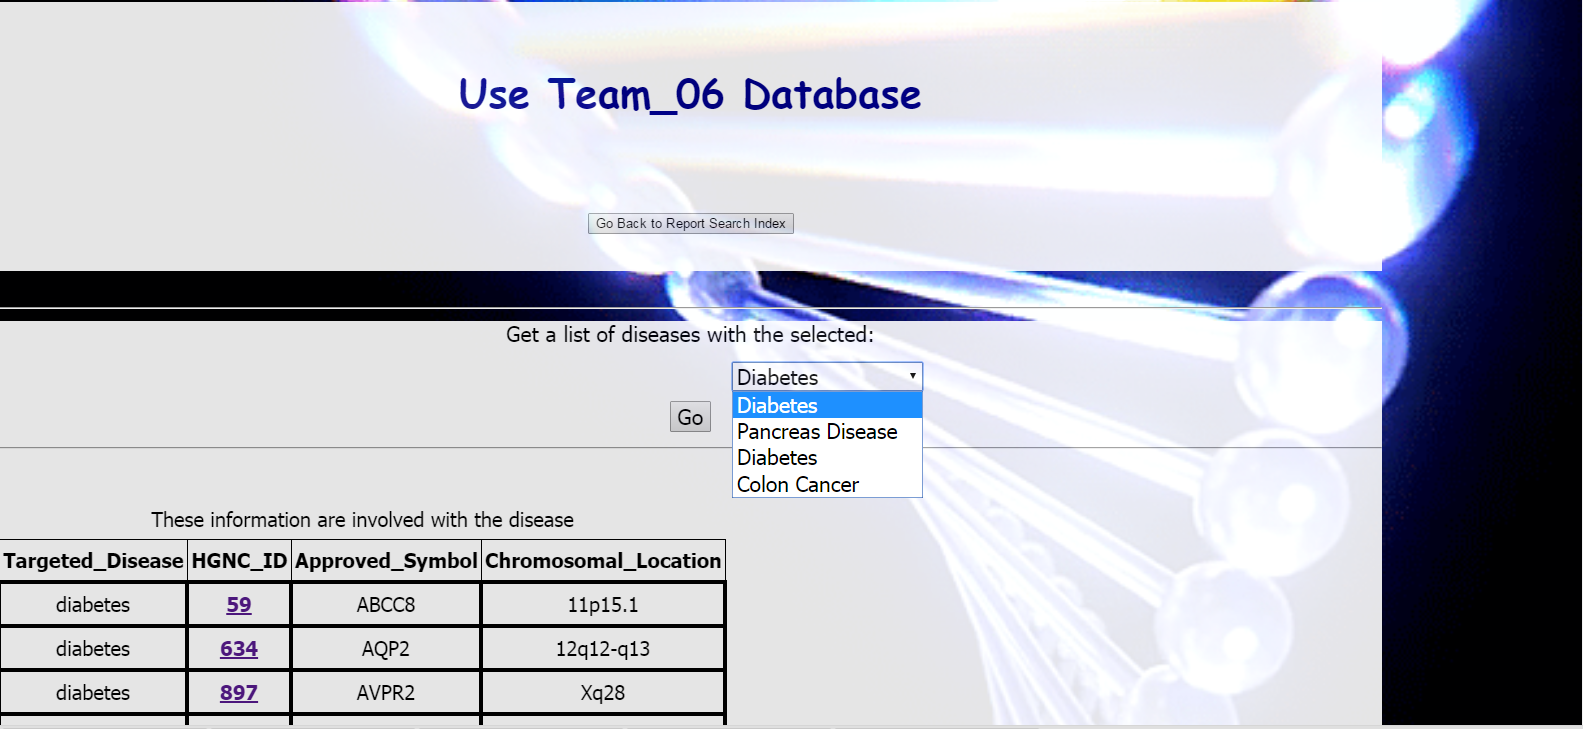 Use Team_06 Database
Go Back to Report Search Index
Get a list of diseases with the selected:
Diabetes
Diabetes
Go
Pancreas Disease
Diabetes
Colon Cancer
These information are involved with the disease
Targeted_Disease HGNC_ID Approved_Symbol Chromosomal_Location
diabetes 59 ABCC8 11p15.1
diabetes 634 AQP2 12q12-q13
diabetes 897 AVPR2 Xq28